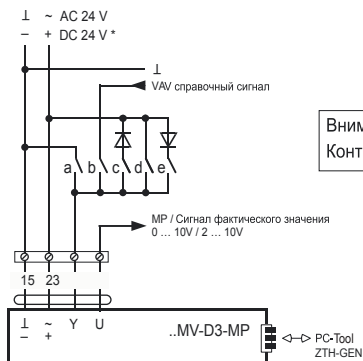 ⊥ ~ AC 24 V
– + DC 24 V *
⊥
VAV справочный сигнал
Вним
Конт
a b c d e
MP / Сигнал фактического значения
0 ... 10V / 2 ... 10V
15 23
⊥ ~ Y U
– +
..MV-D3-MP
PC-Tool
ZTH-GEN